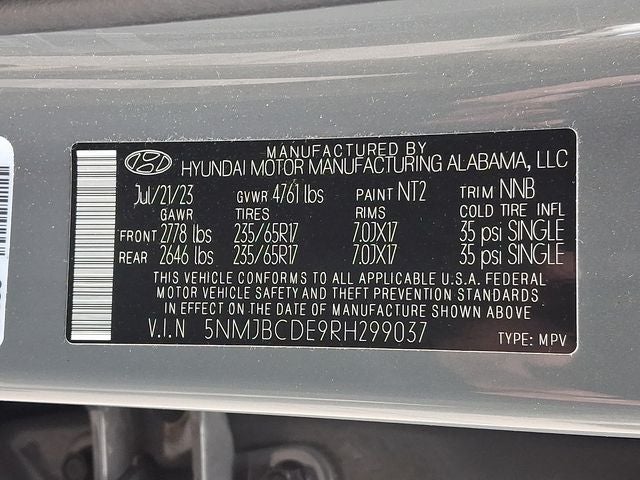 MANUFACTURED BY
HYUNDAI MOTOR MANUFACTURING ALABAMA, LLC
Jul/21/23 GVWR 4761 lbs PAINT NT2 TRIM NNB
GAWR TIRES RIMS COLD TIRE INFL
FRONT 2778 lbs 235/65R17 7.0JX17 35 psi SINGLE
REAR 2646 lbs 235/65R17 7.0JX17 35 psi SINGLE
THIS VEHICLE CONFORMS TO ALL APPLICABLE U.S.A. FEDERAL
MOTOR VEHICLE SAFETY AND THEFT PREVENTION STANDARDS
IN EFFECT ON THE DATE OF MANUFACTURE SHOWN ABOVE
V.I.N 5NMJBCDE9RH299037 TYPE: MPV